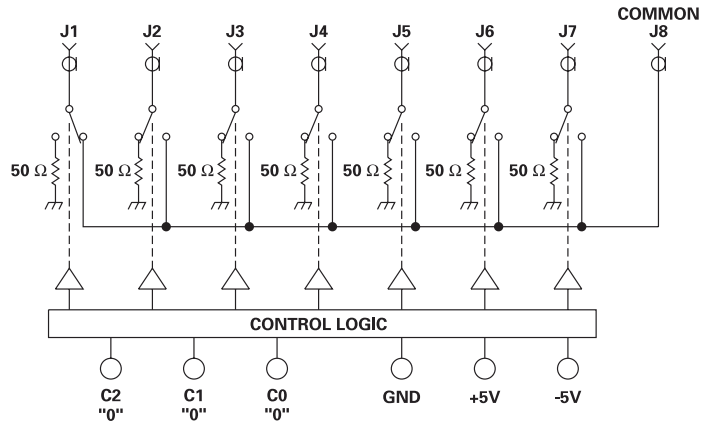 COMMON
J1 J2 J3 J4 J5 J6 J7 J8
50 Ω 50 Ω 50 Ω 50 Ω 50 Ω 50 Ω 50 Ω
CONTROL LOGIC
C2 C1 C0 GND +5V -5V
"0" "0" "0"